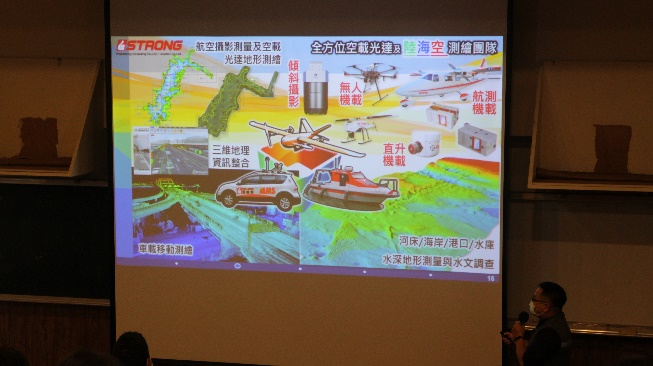 STRONG
航空攝影測量及空載
光達地形測繪
全方位空載光達及 陸海空 測繪團隊
傾斜
攝影
無人
機載
航測
機載
三維地理
資訊整合
直升
機載
車載移動測繪
河床/海岸/港口/水庫
水深地形測量與水文調查
16